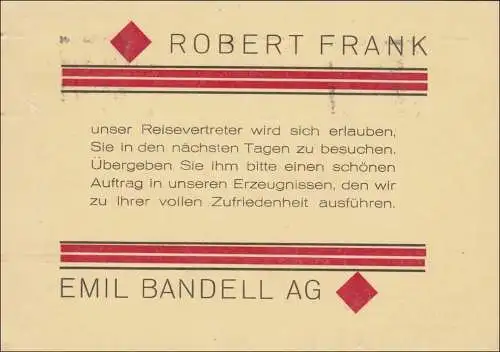 ROBERT FRANK
unser Reisevertreter wird sich erlauben,
Sie in den nächsten Tagen zu besuchen.
Übergeben Sie ihm bitte einen schönen
Auftrag in unseren Erzeugnissen, den wir
zu Ihrer vollen Zufriedenheit ausführen.
EMIL BANDELL AG